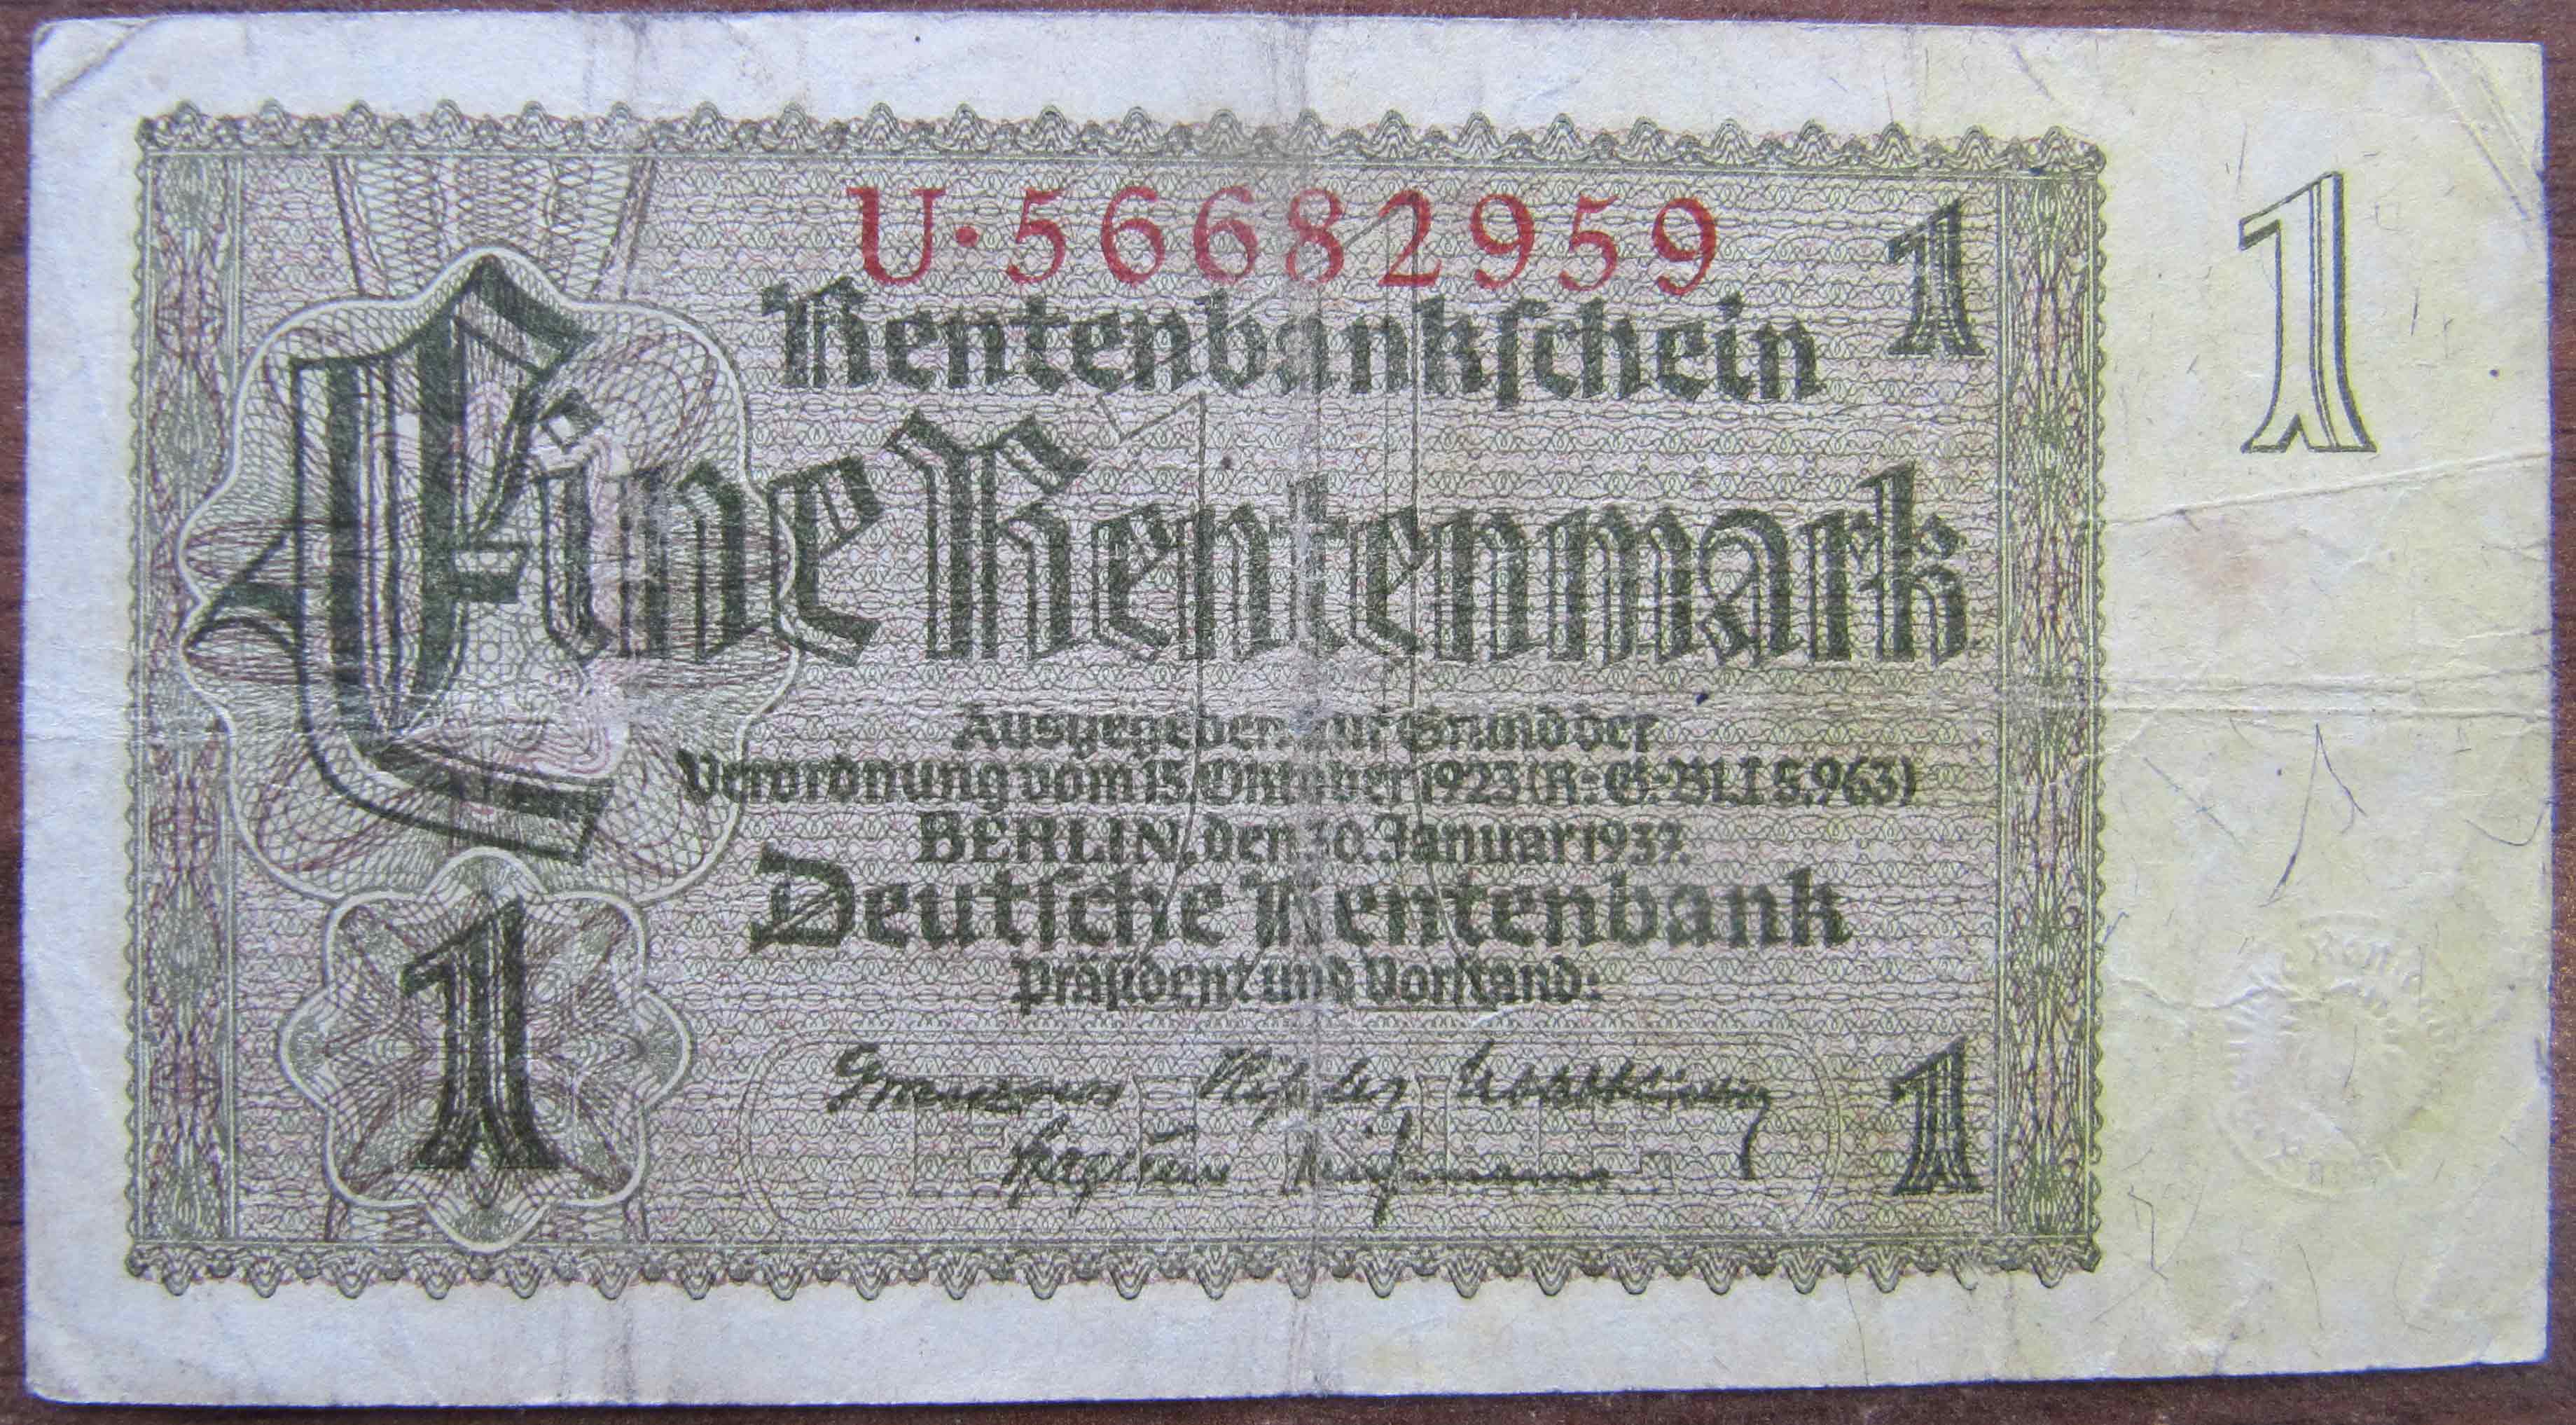 U·56682959
1
1
Rentenbankſchein
Eine Rentenmark
Ausgegeben auf Grund der
Verordnung vom 15. Oktober 1923 (R.-G.-Bl. I S. 963)
BERLIN, den 30. Januar 1937.
Deutſche Rentenbank
Präſident und Vorſtand:
1
1